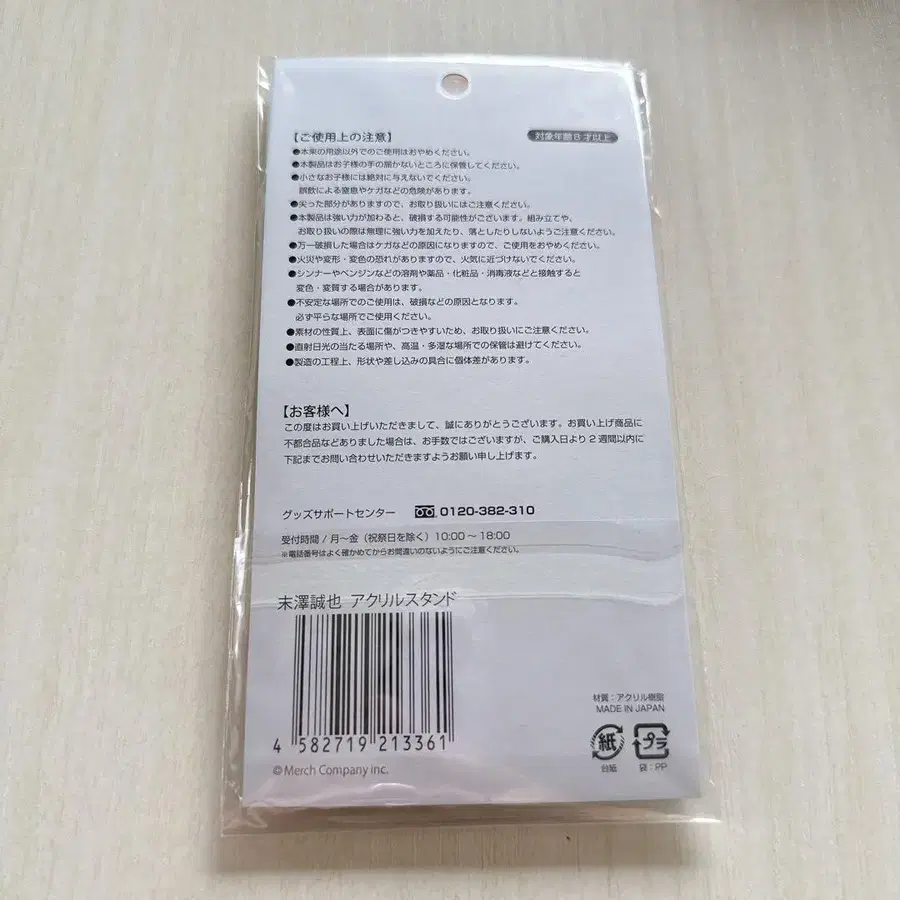 【ご使用上の注意】
対象年齢8才以上
●本来の用途以外でのご使用はおやめください。
●本製品はお子様の手の届かないところに保管してください。
●小さなお子様には絶対に与えないでください。
誤飲による窒息やケガなどの危険があります。
●尖った部分がありますので、お取り扱いにはご注意ください。
●本製品は強い力が加わると、破損する可能性がございます。組み立てや、
お取り扱いの際は無理に強い力を加えたり、落としたりしないようご注意ください。
●万一破損した場合はケガなどの原因になりますので、ご使用をおやめください。
●火災や変形・変色の恐れがありますので、火気に近づけないでください。
●シンナーやベンジンなどの溶剤や薬品・化粧品・消毒液などと接触すると
変色・変質する場合があります。
●不安定な場所でのご使用は、破損などの原因となります。
必ず平らな場所でご使用ください。
●素材の性質上、表面に傷がつきやすいため、お取り扱いにご注意ください。
●直射日光の当たる場所や、高温・多湿な場所での保管は避けてください。
●製造の工程上、形状や差し込みの具合に個体差があります。
【お客様へ】
この度はお買い上げいただきまして、誠にありがとうございます。お買い上げ商品に
不都合品などありました場合は、お手数ではございますが、ご購入日より2週間以内に
下記までお問い合わせいただきますようお願い申し上げます。
グッズサポートセンター 0120-382-310
受付時間 / 月〜金（祝祭日を除く）10:00〜18:00
※電話番号はよく確かめてからお間違いのないようにご注意ください。
末澤誠也 アクリルスタンド
4 582719 213361
©Merch Company inc.
材質：アクリル樹脂
MADE IN JAPAN
紙
プラ
台紙
袋：PP